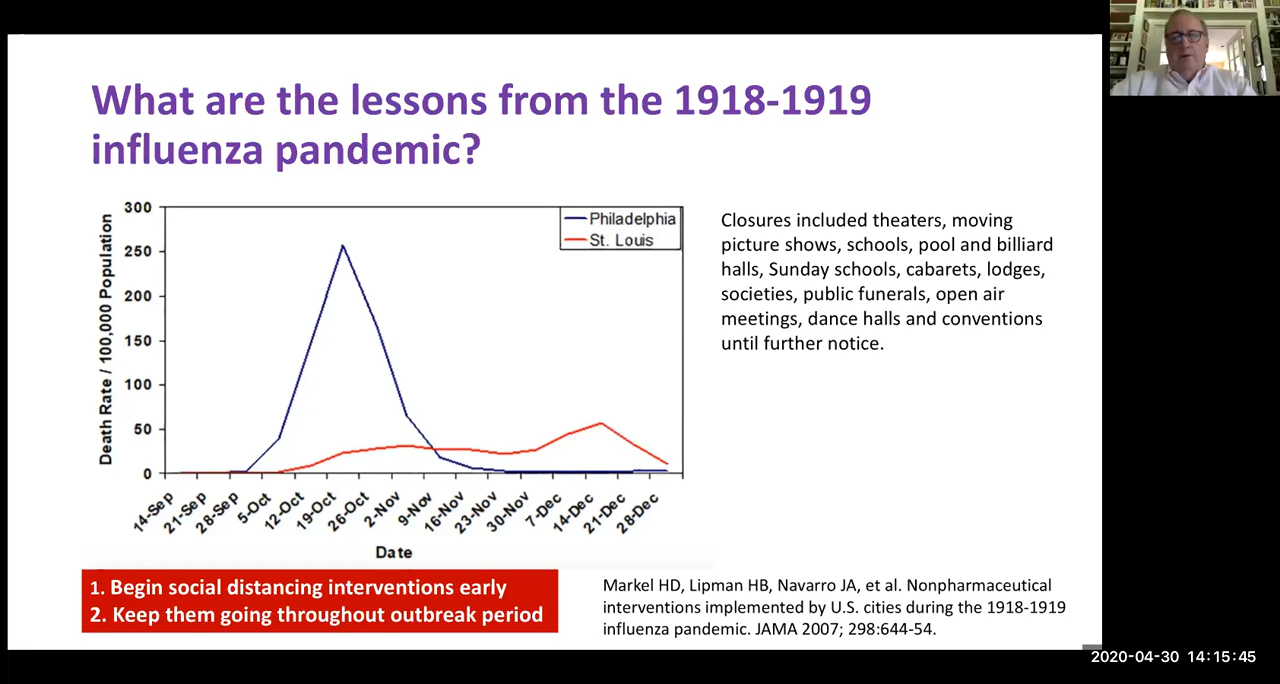 What are the lessons from the 1918-1919
influenza pandemic?
300
250
200
150
100
50
0
Death Rate / 100,000 Population
Philadelphia
St. Louis
14-Sep
21-Sep
28-Sep
5-Oct
12-Oct
19-Oct
26-Oct
2-Nov
9-Nov
16-Nov
23-Nov
30-Nov
7-Dec
14-Dec
21-Dec
28-Dec
Date
Closures included theaters, moving
picture shows, schools, pool and billiard
halls, Sunday schools, cabarets, lodges,
societies, public funerals, open air
meetings, dance halls and conventions
until further notice.
1. Begin social distancing interventions early
2. Keep them going throughout outbreak period
Markel HD, Lipman HB, Navarro JA, et al. Nonpharmaceutical
interventions implemented by U.S. cities during the 1918-1919
influenza pandemic. JAMA 2007; 298:644-54.
2020-04-30 14:15:45